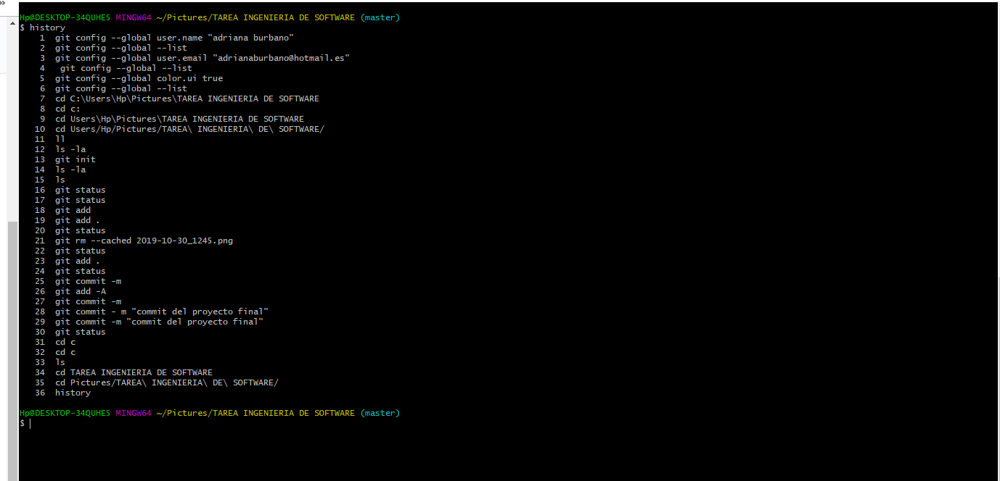 »
Hp@DESKTOP-34QUHE5 MINGW64 ~/Pictures/TAREA INGENIERIA DE SOFTWARE (master)
$ history
1 git config --global user.name "adriana burbano"
2 git config --global --list
3 git config --global user.email "adrianaburbano@hotmail.es"
4 git config --global --list
5 git config --global color.ui true
6 git config --global --list
7 cd C:\Users\Hp\Pictures\TAREA INGENIERIA DE SOFTWARE
8 cd c:
9 cd Users\Hp\Pictures\TAREA INGENIERIA DE SOFTWARE
10 cd Users/Hp/Pictures/TAREA\ INGENIERIA\ DE\ SOFTWARE/
11 ll
12 ls -la
13 git init
14 ls -la
15 ls
16 git status
17 git status
18 git add
19 git add .
20 git status
21 git rm --cached 2019-10-30_1245.png
22 git status
23 git add .
24 git status
25 git commit -m
26 git add -A
27 git commit -m
28 git commit - m "commit del proyecto final"
29 git commit -m "commit del proyecto final"
30 git status
31 cd c
32 cd c
33 ls
34 cd TAREA INGENIERIA DE SOFTWARE
35 cd Pictures/TAREA\ INGENIERIA\ DE\ SOFTWARE/
36 history
Hp@DESKTOP-34QUHE5 MINGW64 ~/Pictures/TAREA INGENIERIA DE SOFTWARE (master)
$